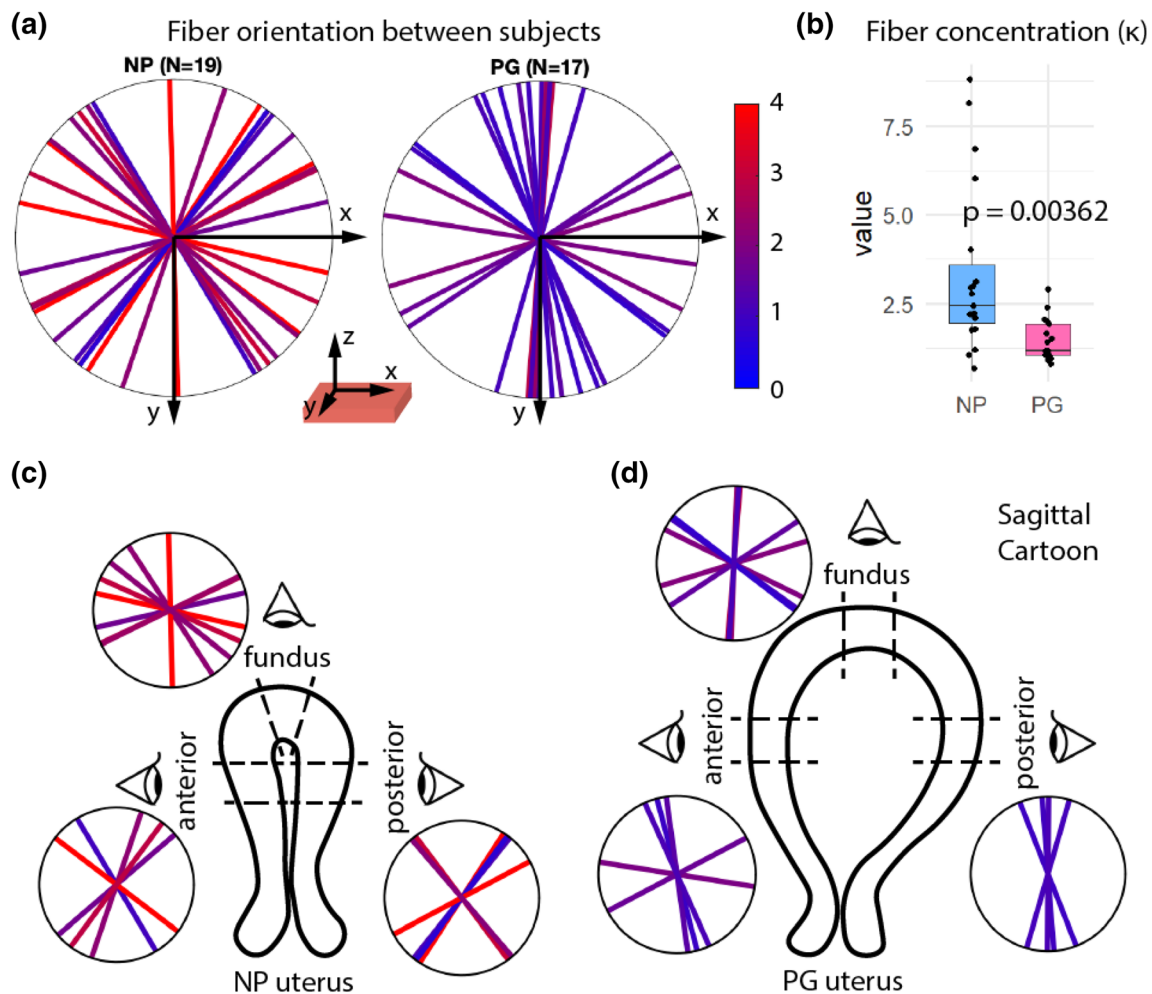 (a)
Fiber orientation between subjects
NP (N=19)
PG (N=17)
x
y
x
y
z
x
y
4
3
2
1
0
(b)
Fiber concentration (κ)
value
7.5
5.0
2.5
p = 0.00362
NP
PG
(c)
fundus
anterior
posterior
NP uterus
(d)
Sagittal
Cartoon
fundus
anterior
posterior
PG uterus